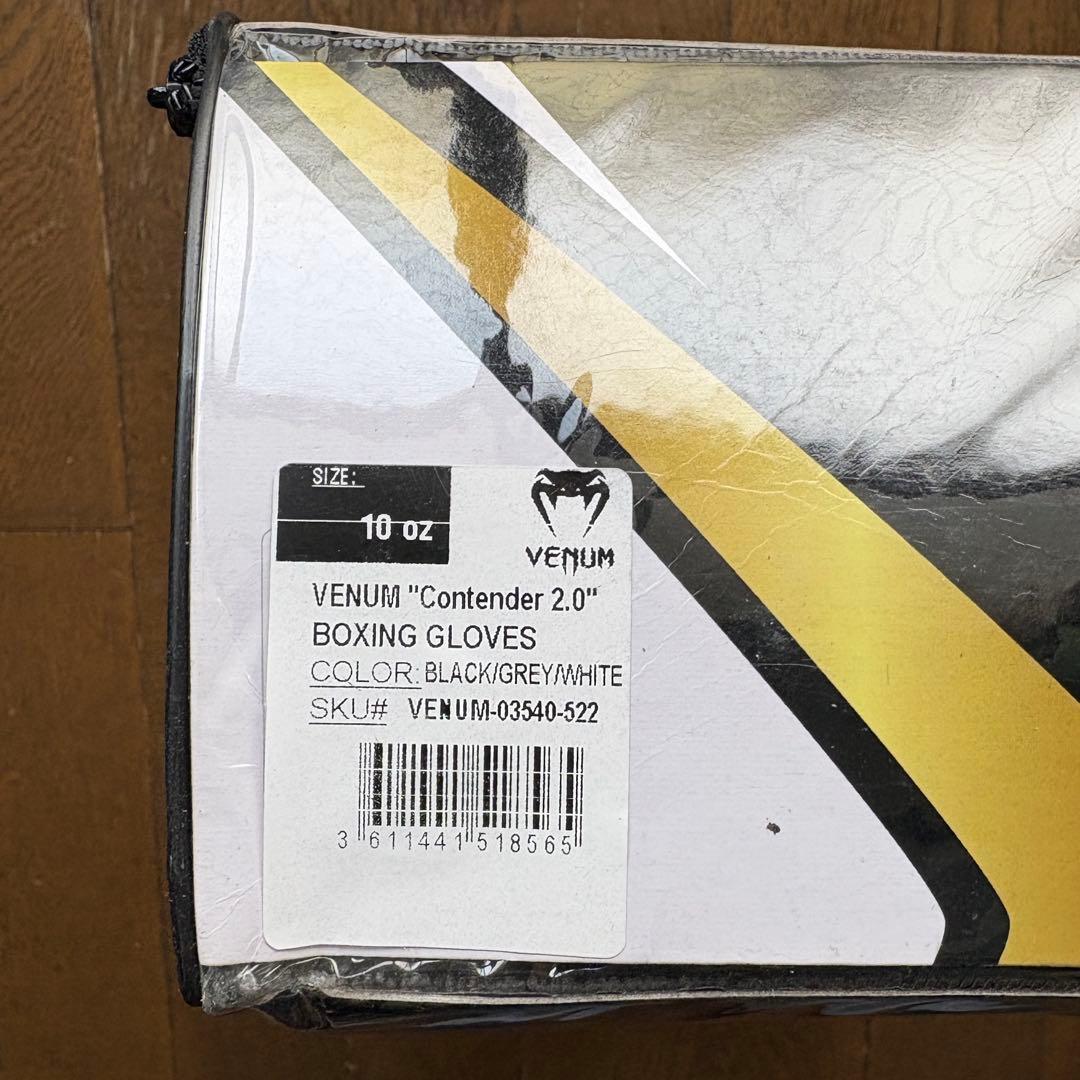 SIZE:
10 oz
VENUM
VENUM "Contender 2.0"
BOXING GLOVES
COLOR: BLACK/GREY/WHITE
SKU# VENUM-03540-522
3 611441 518565